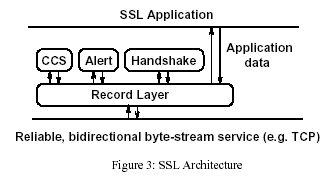 SSL Application
CCS
Alert
Handshake
Application
data
Record Layer
Reliable, bidirectional byte-stream service (e.g. TCP)
Figure 3: SSL Architecture